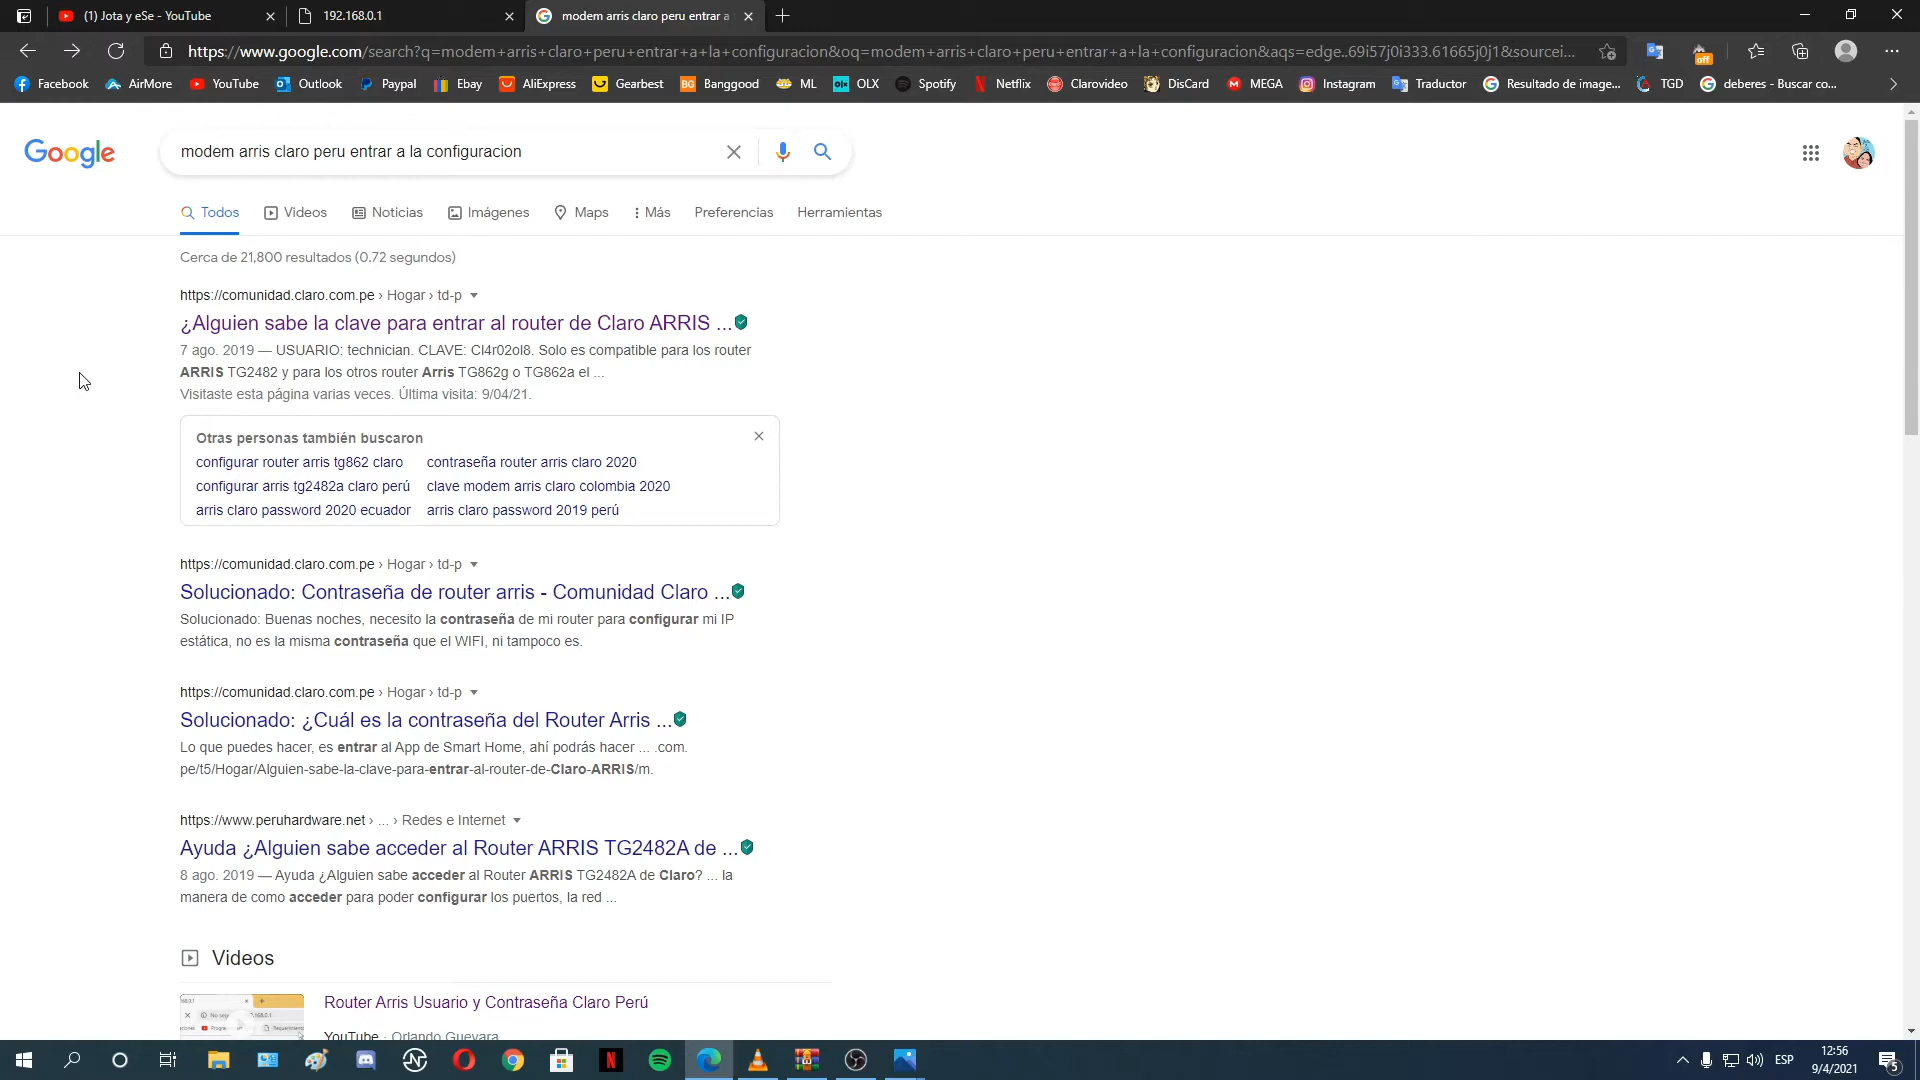 (1) Jota y eSe - YouTube
192.168.0.1
modem arris claro peru entrar a
https://www.google.com/search?q=modem+arris+claro+peru+entrar+a+la+configuracion&oq=modem+arris+claro+peru+entrar+a+la+configuracion&aqs=edge..69i57j0i333.61665j0j1&sourcei...
off
Facebook AirMore YouTube Outlook Paypal Ebay AliExpress Gearbest Banggood ML OLX Spotify Netflix Clarovideo DisCard MEGA Instagram Traductor Resultado de image... TGD deberes - Buscar co...
Google
modem arris claro peru entrar a la configuracion
Todos Videos Noticias Imágenes Maps Más Preferencias Herramientas
Cerca de 21,800 resultados (0.72 segundos)
https://comunidad.claro.com.pe › Hogar › td-p
¿Alguien sabe la clave para entrar al router de Claro ARRIS ...
7 ago. 2019 — USUARIO: technician. CLAVE: Cl4r02ol8. Solo es compatible para los router
ARRIS TG2482 y para los otros router Arris TG862g o TG862a el ...
Visitaste esta página varias veces. Última visita: 9/04/21.
Otras personas también buscaron
configurar router arris tg862 claro contraseña router arris claro 2020
configurar arris tg2482a claro perú clave modem arris claro colombia 2020
arris claro password 2020 ecuador arris claro password 2019 perú
https://comunidad.claro.com.pe › Hogar › td-p
Solucionado: Contraseña de router arris - Comunidad Claro ...
Solucionado: Buenas noches, necesito la contraseña de mi router para configurar mi IP
estática, no es la misma contraseña que el WIFI, ni tampoco es.
https://comunidad.claro.com.pe › Hogar › td-p
Solucionado: ¿Cuál es la contraseña del Router Arris ...
Lo que puedes hacer, es entrar al App de Smart Home, ahí podrás hacer ... .com.
pe/t5/Hogar/Alguien-sabe-la-clave-para-entrar-al-router-de-Claro-ARRIS/m.
https://www.peruhardware.net › ... › Redes e Internet
Ayuda ¿Alguien sabe acceder al Router ARRIS TG2482A de ...
8 ago. 2019 — Ayuda ¿Alguien sabe acceder al Router ARRIS TG2482A de Claro? ... la
manera de como acceder para poder configurar los puertos, la red ...
Videos
Router Arris Usuario y Contraseña Claro Perú
YouTube · Orlando Guevara
ESP
12:56
9/4/2021
5